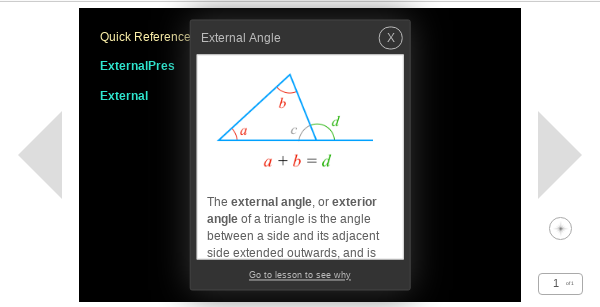 Quick Reference
ExternalPres
External
External Angle
X
b
a
c
d
a + b = d
The external angle, or exterior
angle of a triangle is the angle
between a side and its adjacent
side extended outwards, and is
Go to lesson to see why
1 of 1